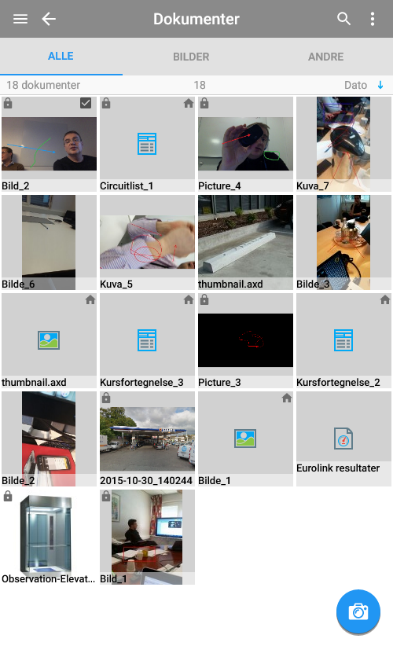 Dokumenter
ALLE BILDER ANDRE
18 dokumenter 18 Dato
Bild_2 Circuitlist_1 Picture_4 Kuva_7
Bilde_6 Kuva_5 thumbnail.axd Bilde_3
thumbnail.axd Kursfortegnelse_3 Picture_3 Kursfortegnelse_2
Bilde_2 2015-10-30_140244 Bilde_1 Eurolink resultater
Observation-Elevat... Bild_1